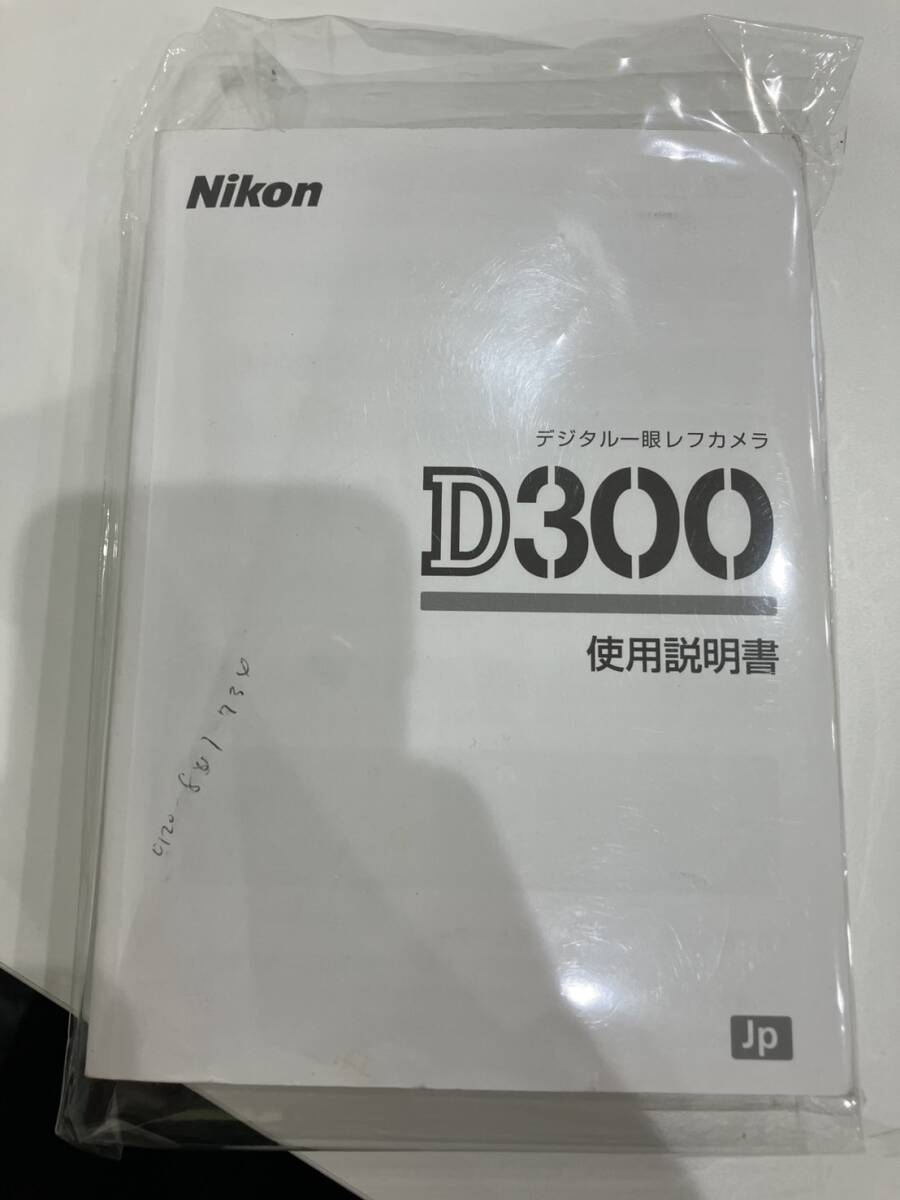 Nikon
デジタル一眼レフカメラ
D300
使用説明書
Jp